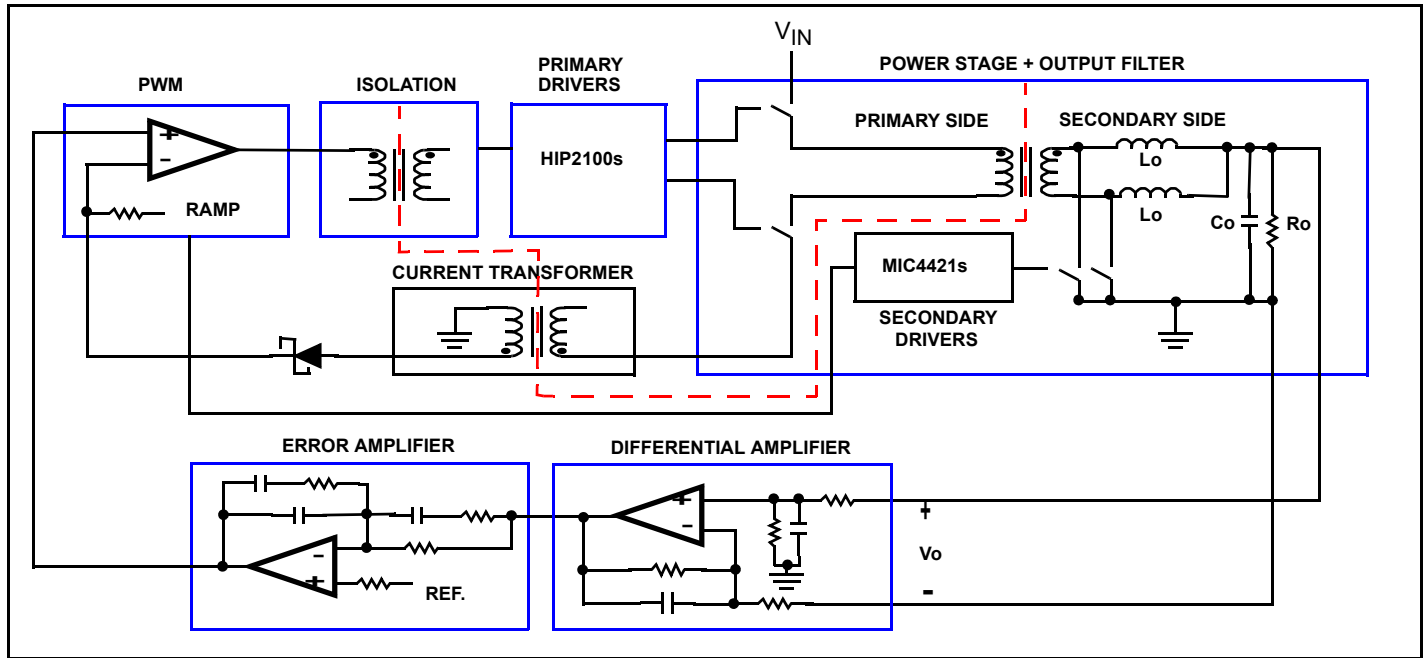 VIN
PWM
ISOLATION
PRIMARY
DRIVERS
POWER STAGE + OUTPUT FILTER
+
-
RAMP
HIP2100s
PRIMARY SIDE
SECONDARY SIDE
Lo
Lo
Co
Ro
CURRENT TRANSFORMER
MIC4421s
SECONDARY
DRIVERS
ERROR AMPLIFIER
DIFFERENTIAL AMPLIFIER
-
+
REF.
+
-
+
Vo
-